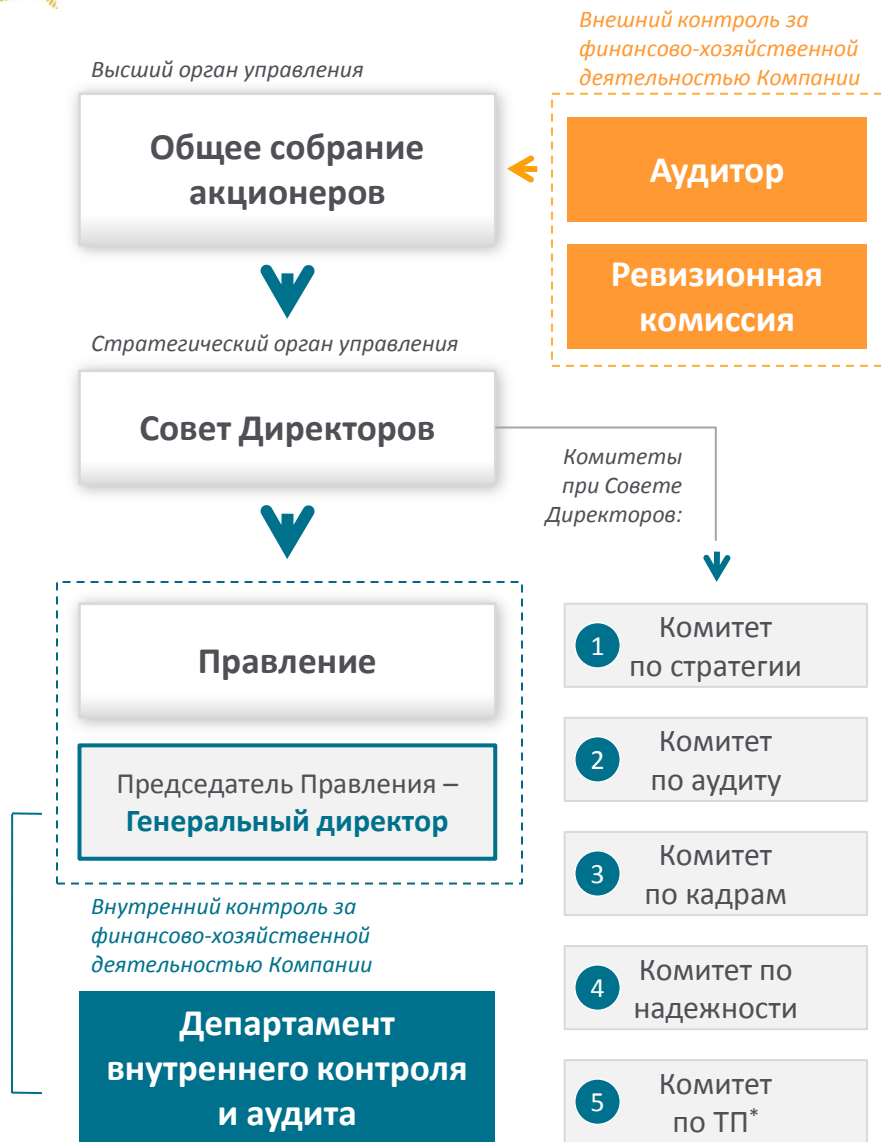 Внешний контроль за
финансово-хозяйственной
деятельностью Компании
Высший орган управления
Общее собрание
акционеров
Аудитор
Ревизионная
комиссия
Стратегический орган управления
Совет Директоров
Комитеты
при Совете
Директоров:
Правление
Председатель Правления –
Генеральный директор
Внутренний контроль за
финансово-хозяйственной
деятельностью Компании
Департамент
внутреннего контроля
и аудита
1
Комитет
по стратегии
2
Комитет
по аудиту
3
Комитет
по кадрам
4
Комитет по
надежности
5
Комитет
по ТП*